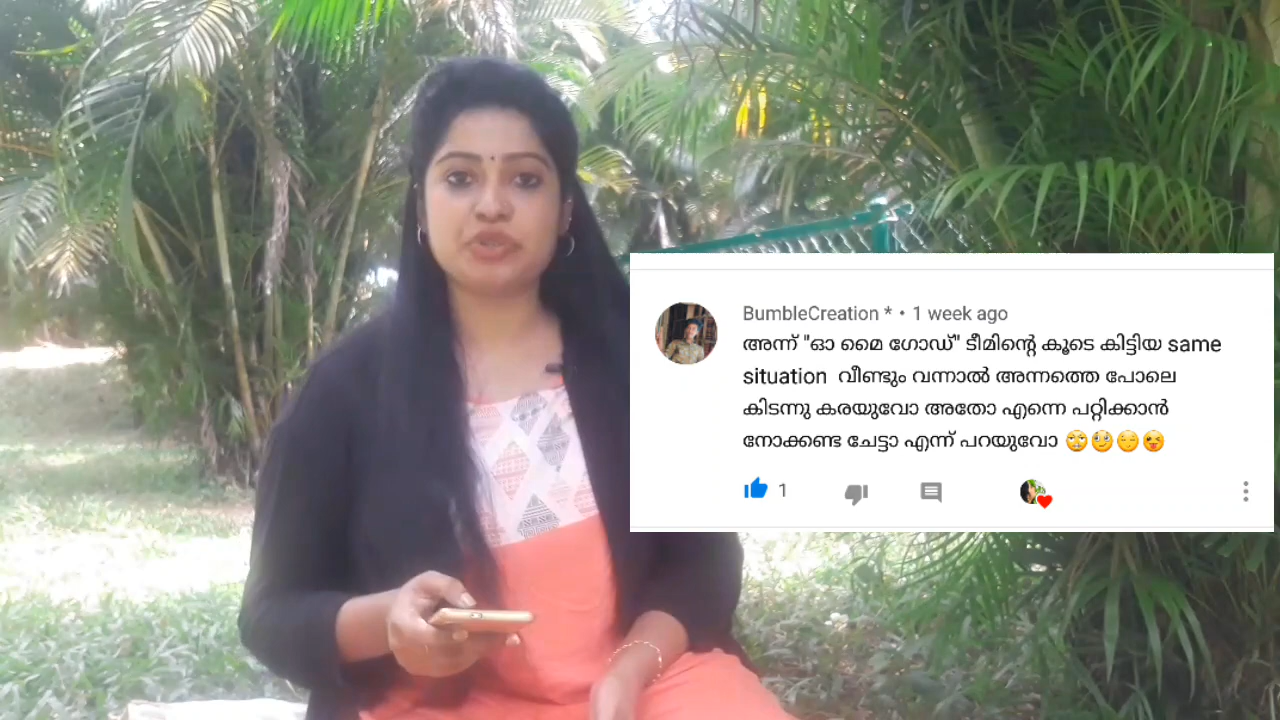 BumbleCreation * • 1 week ago
അന്ന് "ഓ മൈ ഗോഡ്" ടീമിന്റെ കൂടെ കിട്ടിയ same
situation വീണ്ടും വന്നാൽ അന്നത്തെ പോലെ
കിടന്നു കരയുവോ അതോ എന്നെ പറ്റിക്കാൻ
നോക്കണ്ട ചേട്ടാ എന്ന് പറയുവോ 🙄🥺😌😝
1